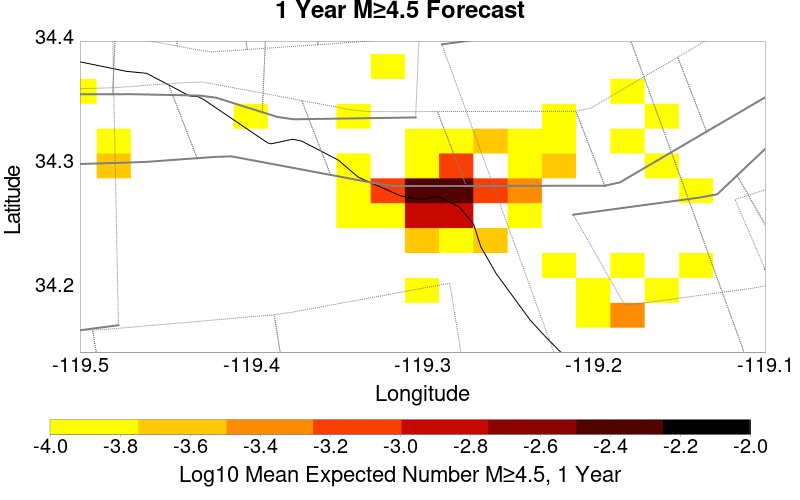 1 Year M≥4.5 Forecast
34.4
34.3
34.2
Latitude
-119.5 -119.4 -119.3 -119.2 -119.1
Longitude
-4.0 -3.8 -3.6 -3.4 -3.2 -3.0 -2.8 -2.6 -2.4 -2.2 -2.0
Log10 Mean Expected Number M≥4.5, 1 Year